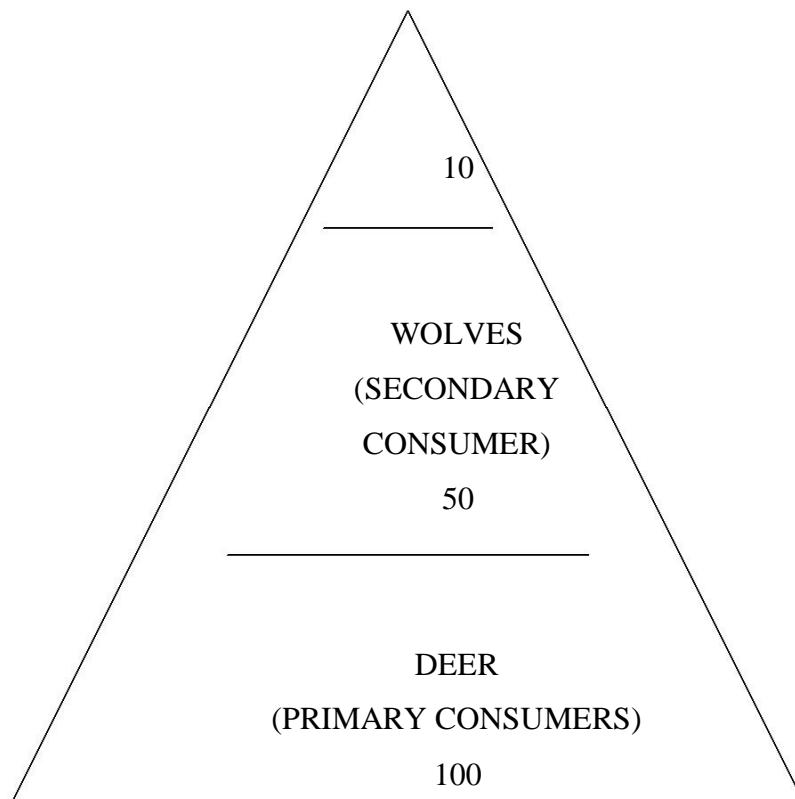 10
WOLVES
(SECONDARY
CONSUMER)
50
DEER
(PRIMARY CONSUMERS)
100